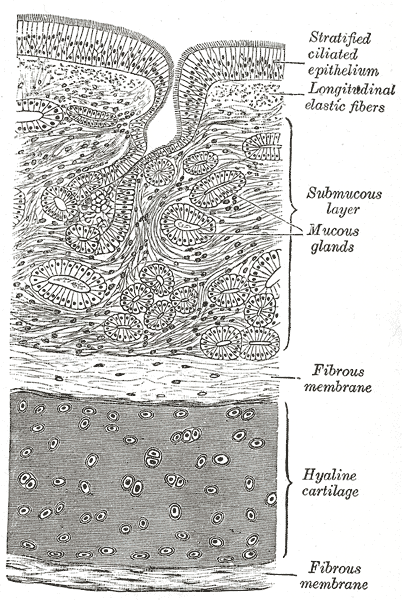 Stratified
ciliated
epithelium
Longitudinal
elastic fibers
Submucous
layer
Mucous
glands
Fibrous
membrane
Hyaline
cartilage
Fibrous
membrane